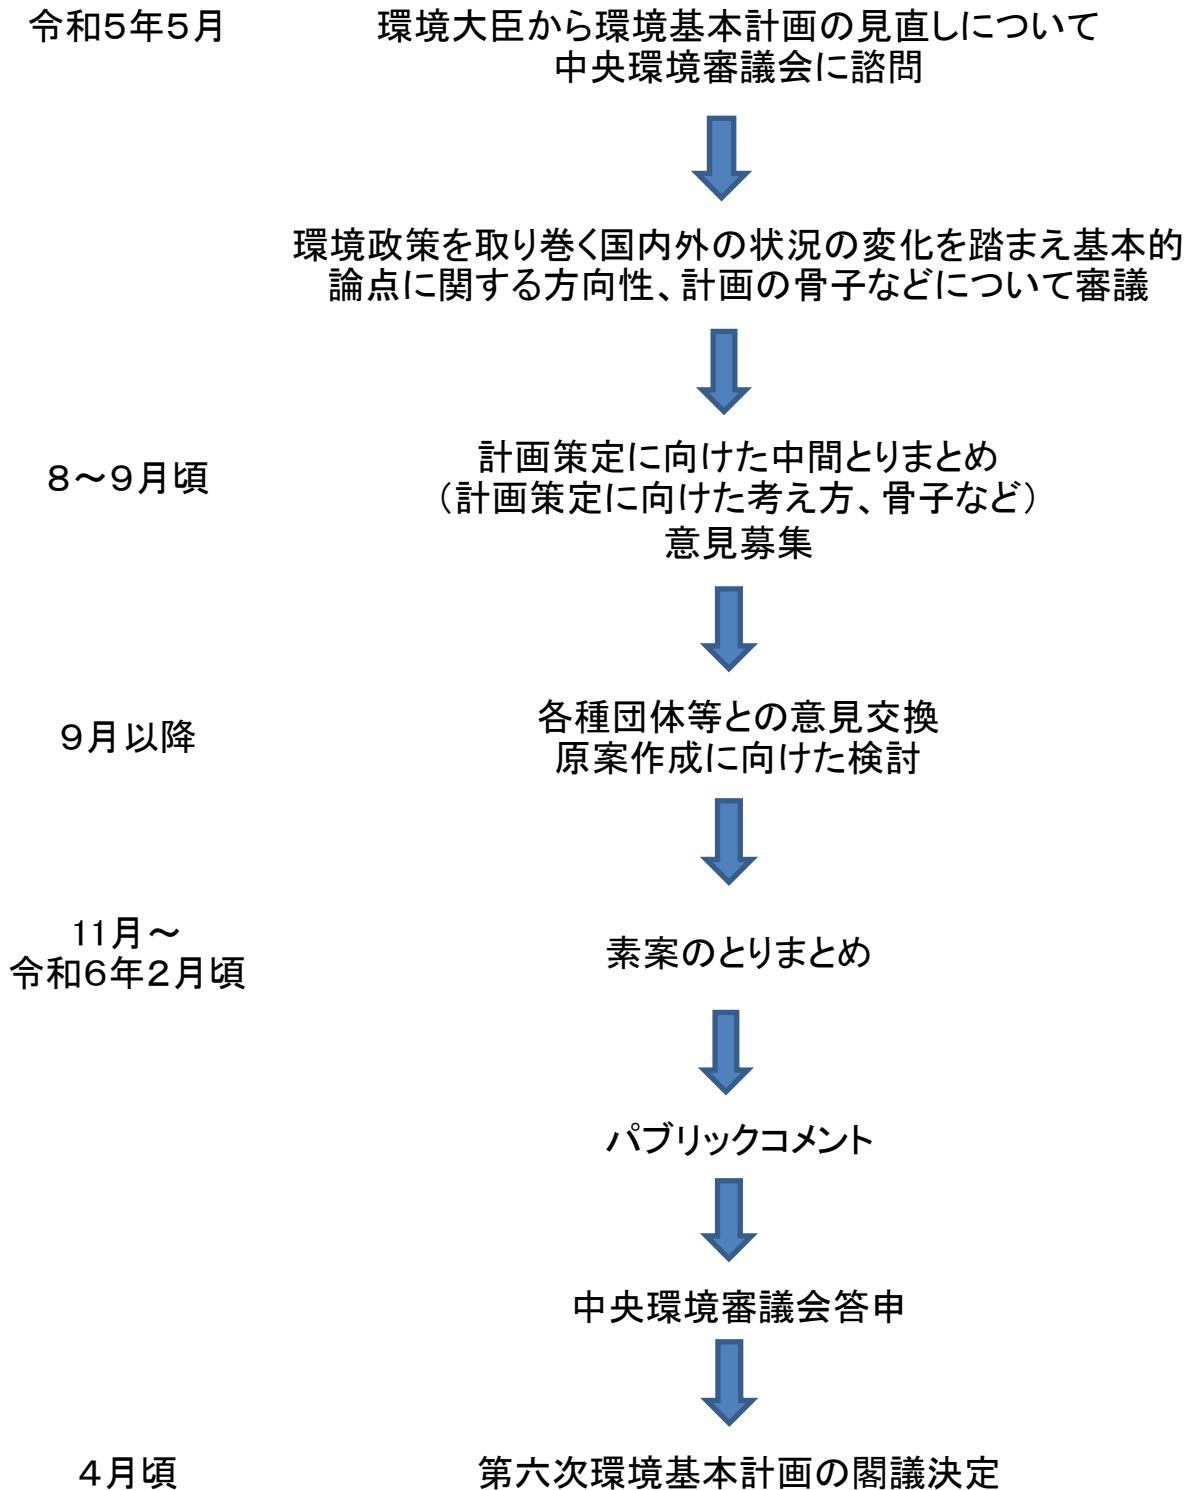 令和５年５月
環境大臣から環境基本計画の見直しについて
中央環境審議会に諮問
環境政策を取り巻く国内外の状況の変化を踏まえ基本的
論点に関する方向性、計画の骨子などについて審議
８～９月頃
計画策定に向けた中間とりまとめ
（計画策定に向けた考え方、骨子など）
意見募集
９月以降
各種団体等との意見交換
原案作成に向けた検討
11月～
令和６年２月頃
素案のとりまとめ
パブリックコメント
中央環境審議会答申
４月頃
第六次環境基本計画の閣議決定